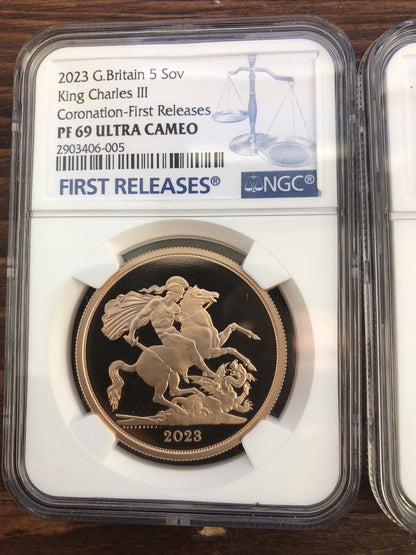 2023 G.Britain 5 Sov
King Charles III
Coronation-First Releases
PF 69 ULTRA CAMEO
2903406-005
FIRST RELEASES® NGC®
2023